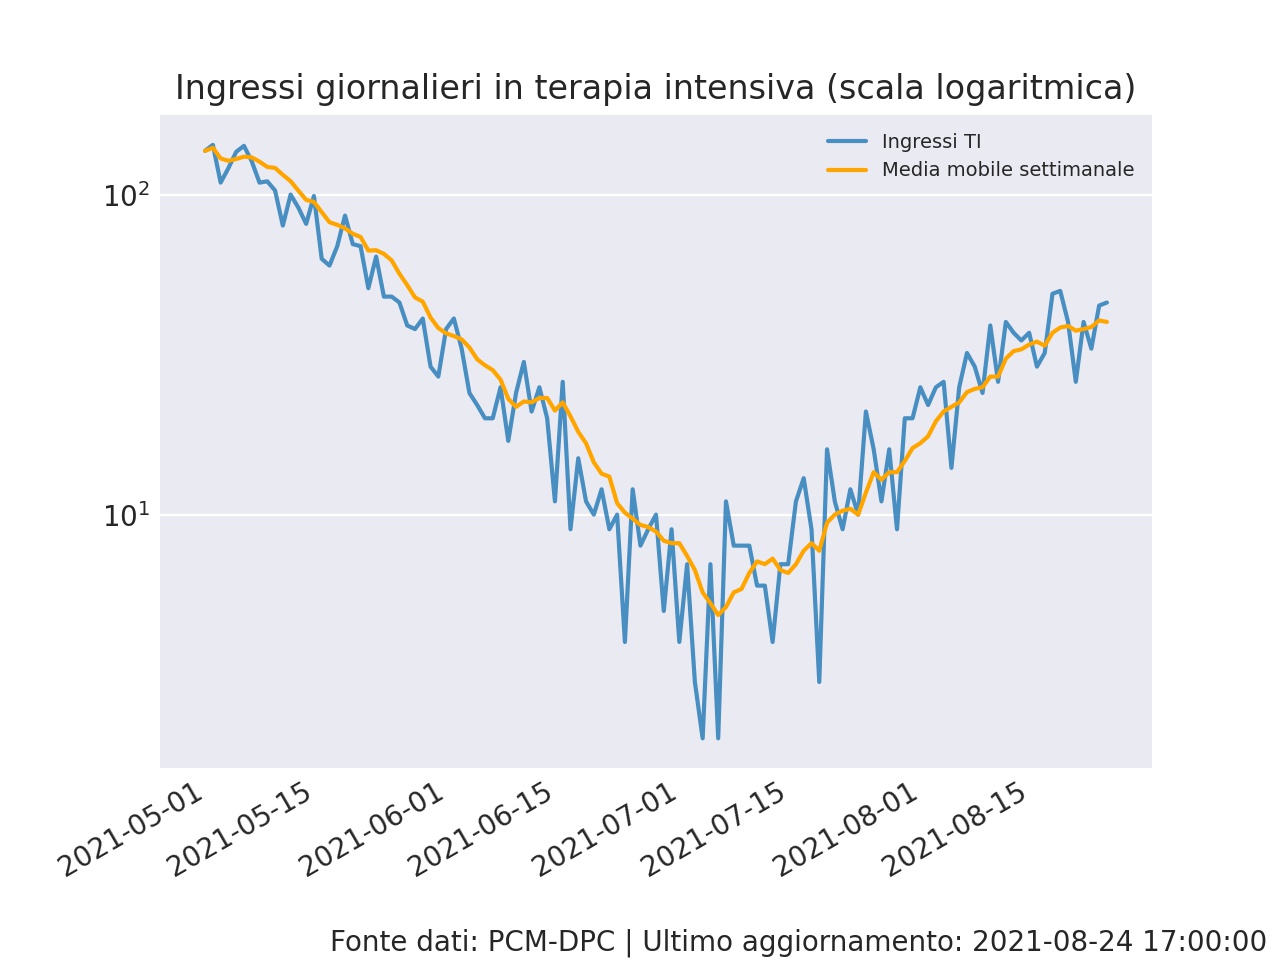 Ingressi giornalieri in terapia intensiva (scala logaritmica)
Ingressi TI
Media mobile settimanale
10²
10¹
2021-05-01
2021-05-15
2021-06-01
2021-06-15
2021-07-01
2021-07-15
2021-08-01
2021-08-15
Fonte dati: PCM-DPC | Ultimo aggiornamento: 2021-08-24 17:00:00